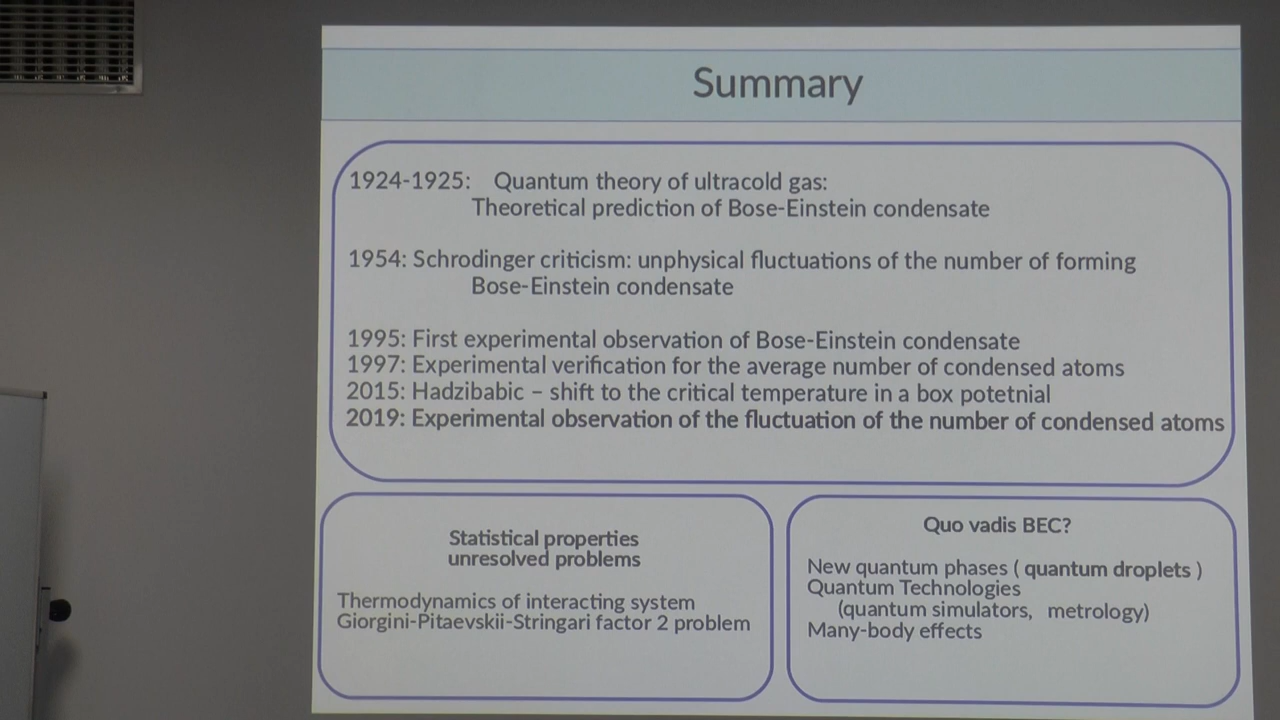 Summary
1924-1925: Quantum theory of ultracold gas:
Theoretical prediction of Bose-Einstein condensate
1954: Schrodinger criticism: unphysical fluctuations of the number of forming
Bose-Einstein condensate
1995: First experimental observation of Bose-Einstein condensate
1997: Experimental verification for the average number of condensed atoms
2015: Hadzibabic – shift to the critical temperature in a box potetnial
2019: Experimental observation of the fluctuation of the number of condensed atoms
Statistical properties
unresolved problems
Thermodynamics of interacting system
Giorgini-Pitaevskii-Stringari factor 2 problem
Quo vadis BEC?
New quantum phases ( quantum droplets )
Quantum Technologies
(quantum simulators, metrology)
Many-body effects